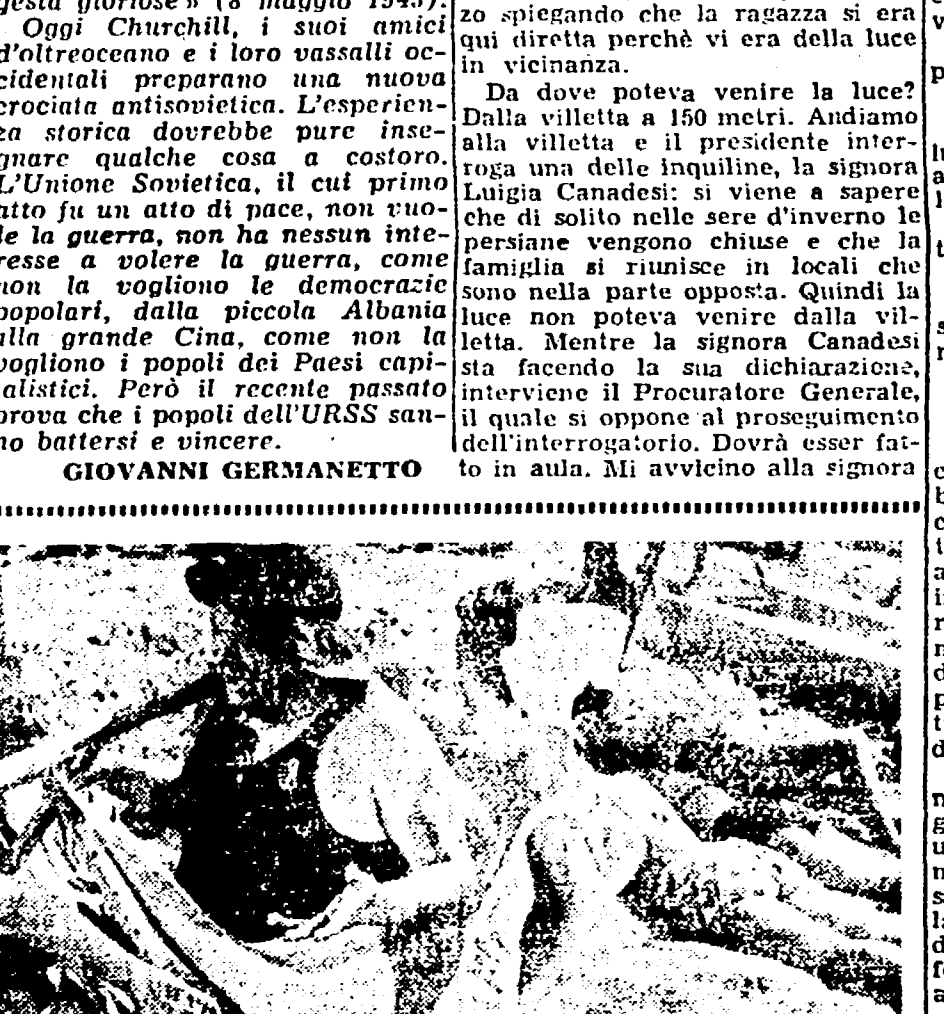 gesta gloriose » (8 maggio 1945).
Oggi Churchill, i suoi amici
d'oltreoceano e i loro vassalli oc-
cidentali preparano una nuova
crociata antisovietica. L'esperien-
za storica dovrebbe pure inse-
gnare qualche cosa a costoro.
L'Unione Sovietica, il cui primo
atto fu un atto di pace, non vuo-
le la guerra, non ha nessun inte-
resse a volere la guerra, come
non la vogliono le democrazie
popolari, dalla piccola Albania
alla grande Cina, come non la
vogliono i popoli dei Paesi capi-
talistici. Però il recente passato
prova che i popoli dell'URSS san-
no battersi e vincere.
GIOVANNI GERMANETTO
zo spiegando che la ragazza si era
qui diretta perchè vi era della luce
in vicinanza.
Da dove poteva venire la luce?
Dalla villetta a 150 metri. Andiamo
alla villetta e il presidente inter-
roga una delle inquiline, la signora
Luigia Canadesi: si viene a sapere
che di solito nelle sere d'inverno le
persiane vengono chiuse e che la
famiglia si riunisce in locali che
sono nella parte opposta. Quindi la
luce non poteva venire dalla vil-
letta. Mentre la signora Canadesi
sta facendo la sua dichiarazione,
interviene il Procuratore Generale,
il quale si oppone al proseguimento
dell'interrogatorio. Dovrà esser fat-
to in aula. Mi avvicino alla signora